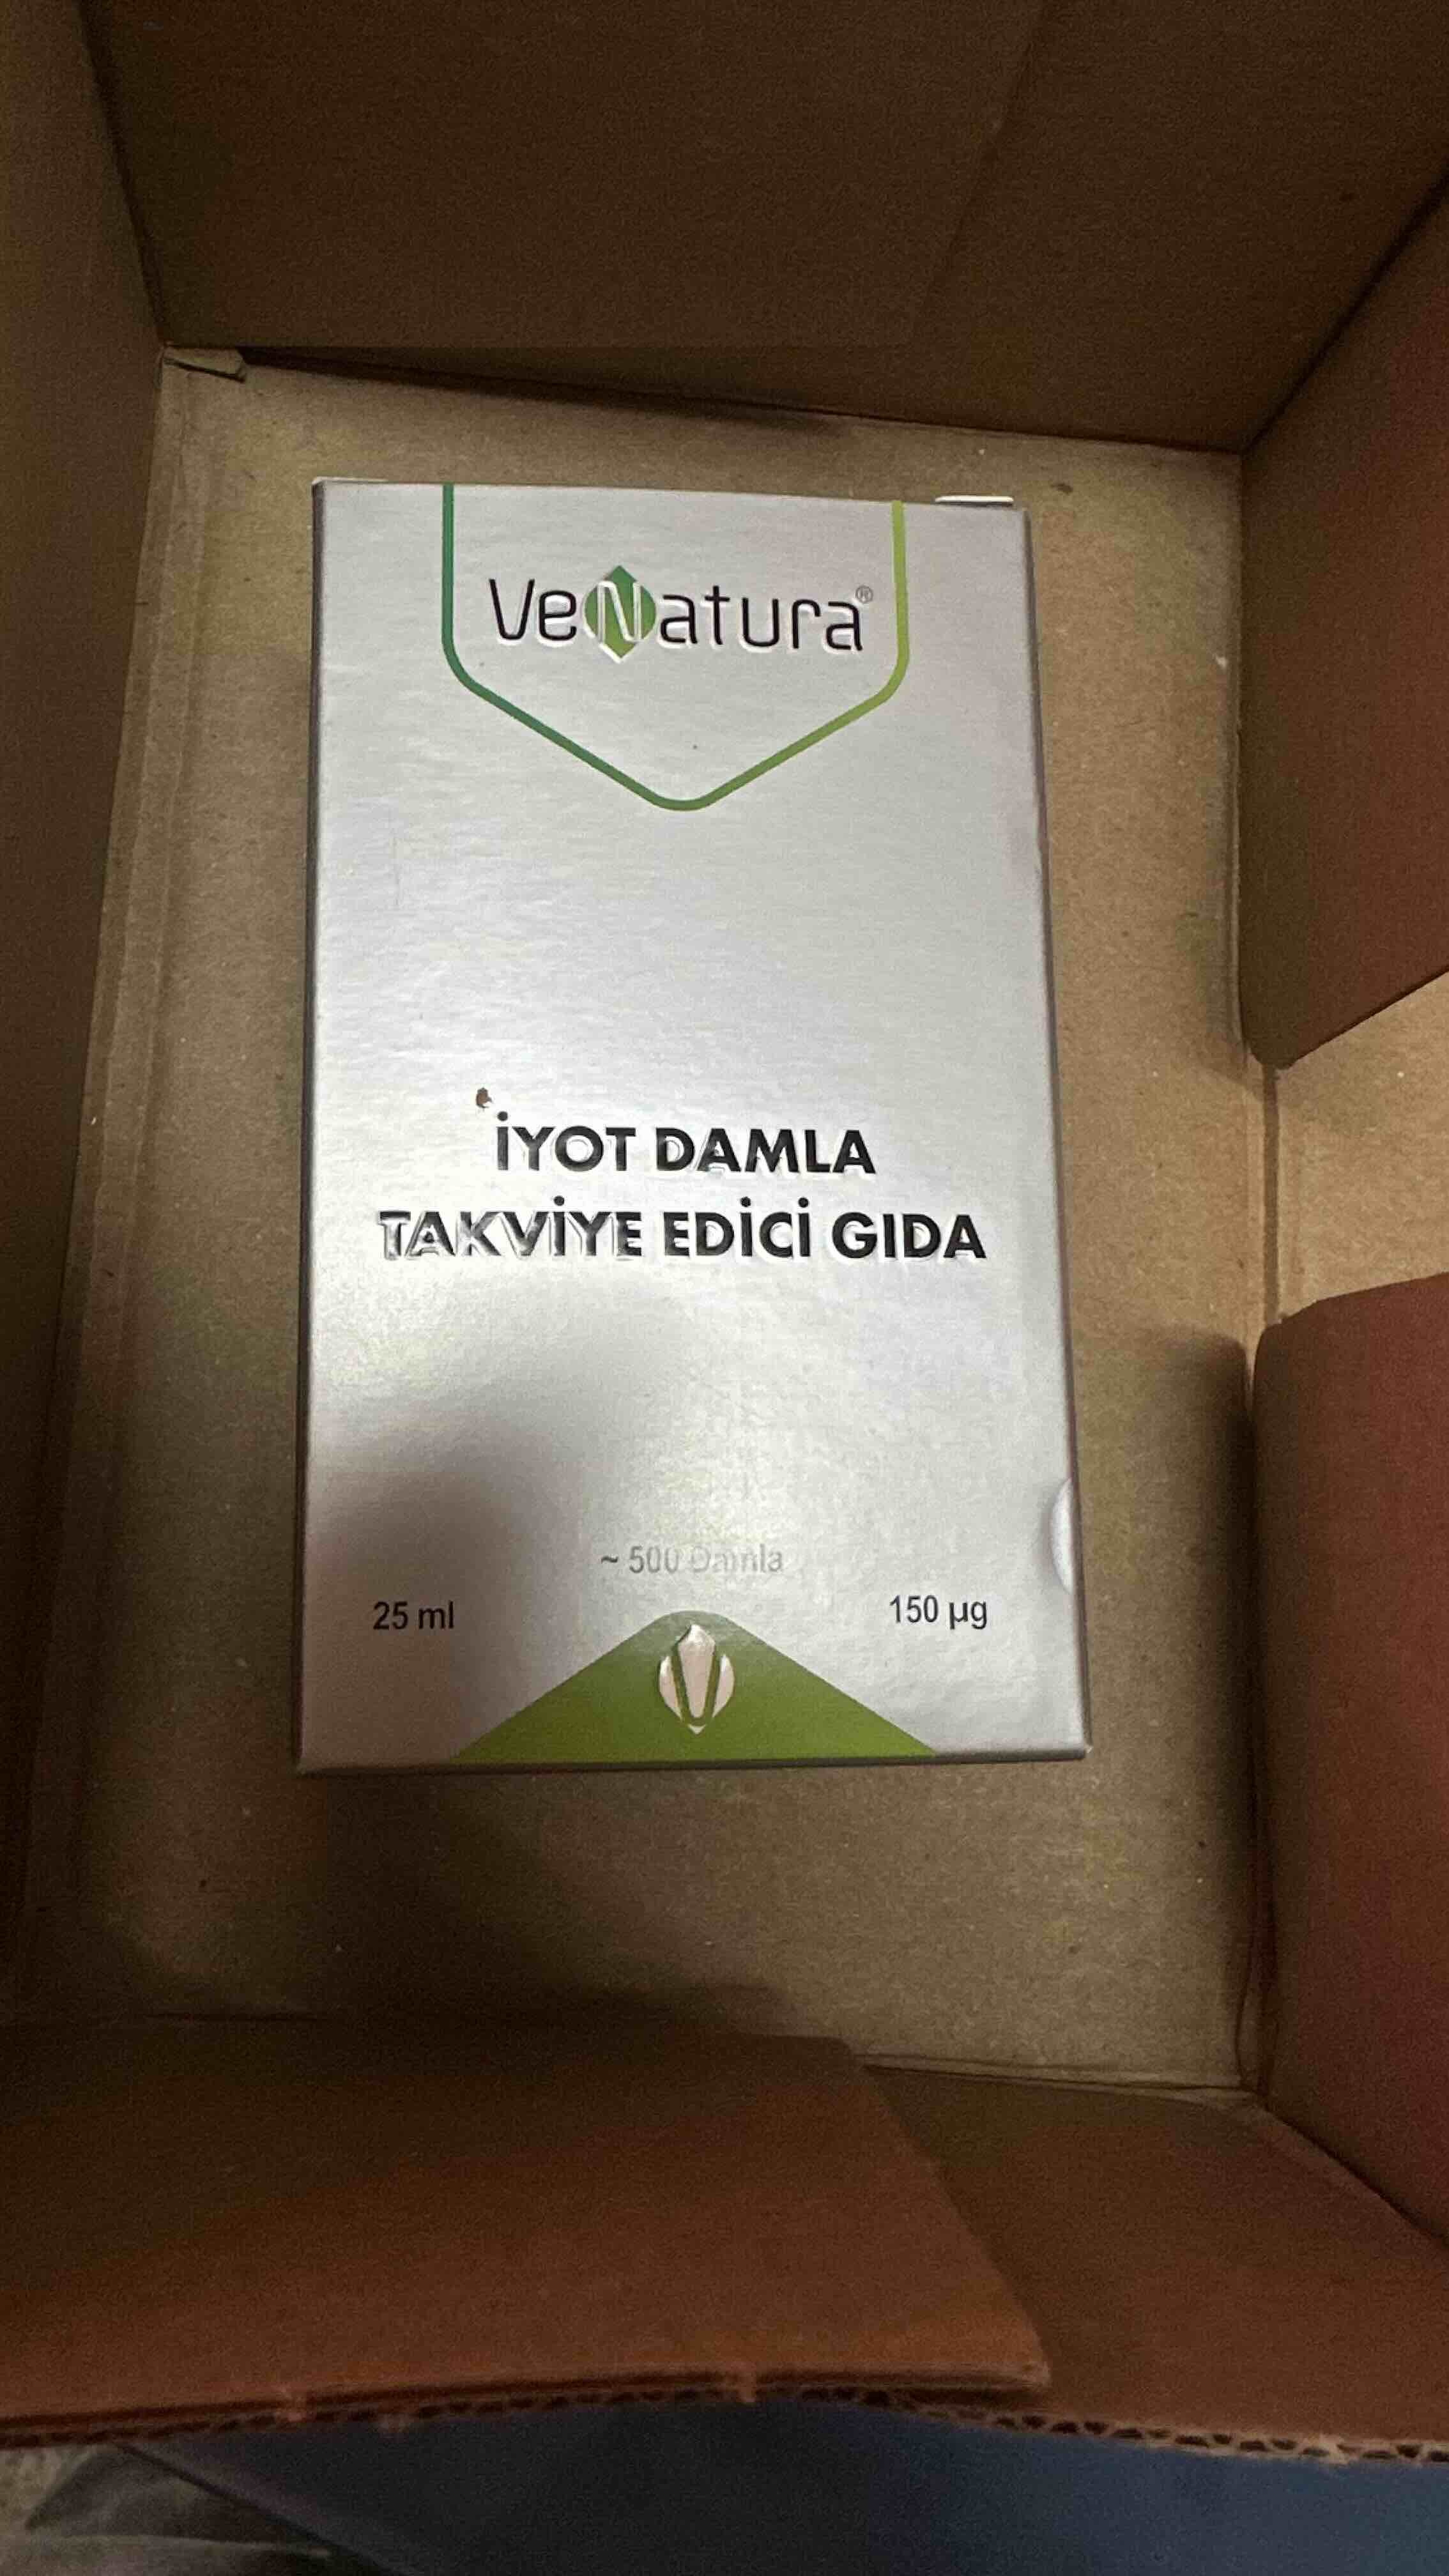 VeNatura®
İYOT DAMLA
TAKVİYE EDİCİ GIDA
~ 500 Damla
25 ml
150 µg